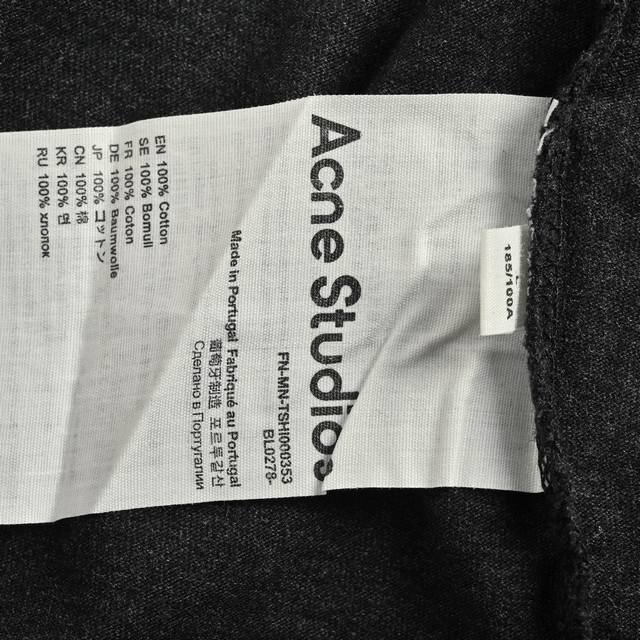 Acne Studios
FN-MN-TSHI000353
BL0278-
Made in Portugal Fabriqué au Portugal
葡萄牙制造 포르투갈산
Сделано в Португалии
EN 100% Cotton
SE 100% Bomull
FR 100% Coton
DE 100% Baumwolle
JP 100% コットン
CN 100% 棉
KR 100% 면
RU 100% хлопок
L
185/100A